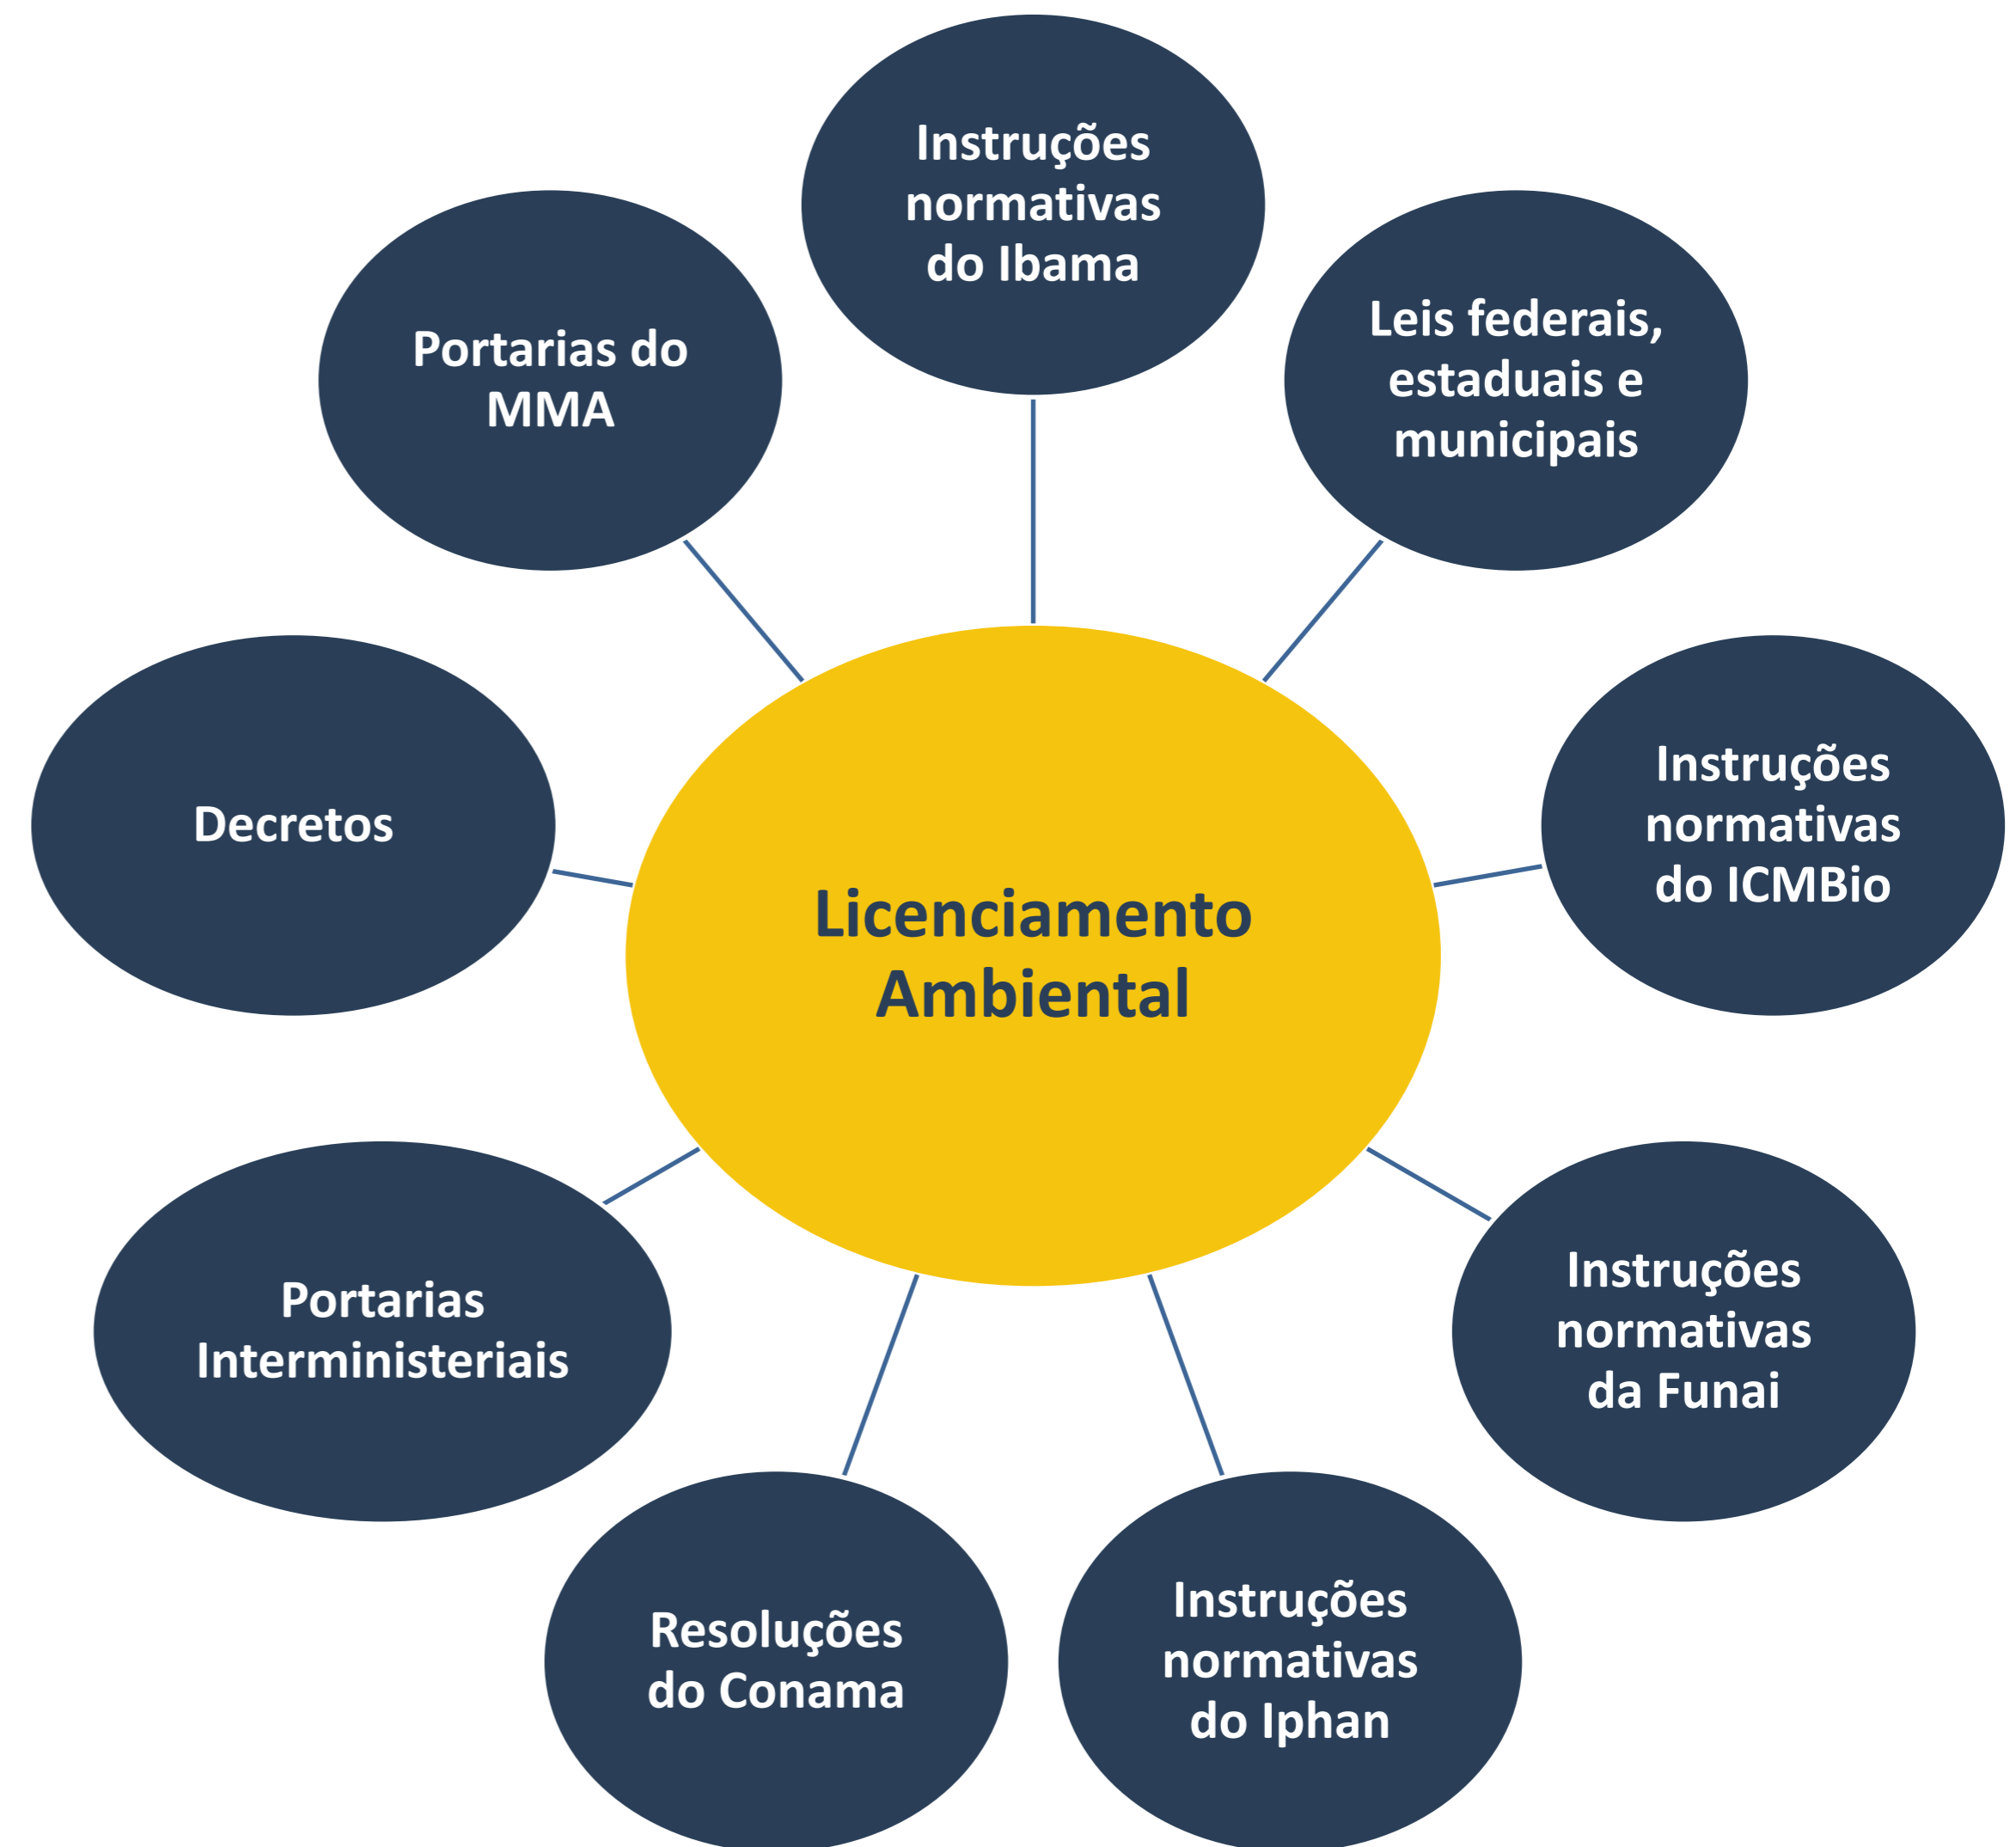 Instruções
normativas
do Ibama
Leis federais,
estaduais e
municipais
Portarias do
MMA
Instruções
normativas
do ICMBio
Decretos
Licenciamento
Ambiental
Instruções
normativas
da Funai
Portarias
Interministeriais
Instruções
normativas
do Iphan
Resoluções
do Conama